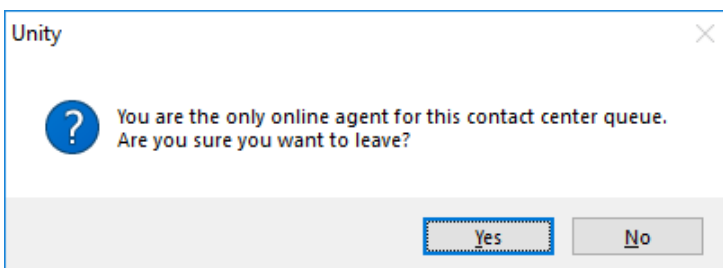 Unity
You are the only online agent for this contact center queue.
Are you sure you want to leave?
Yes
No